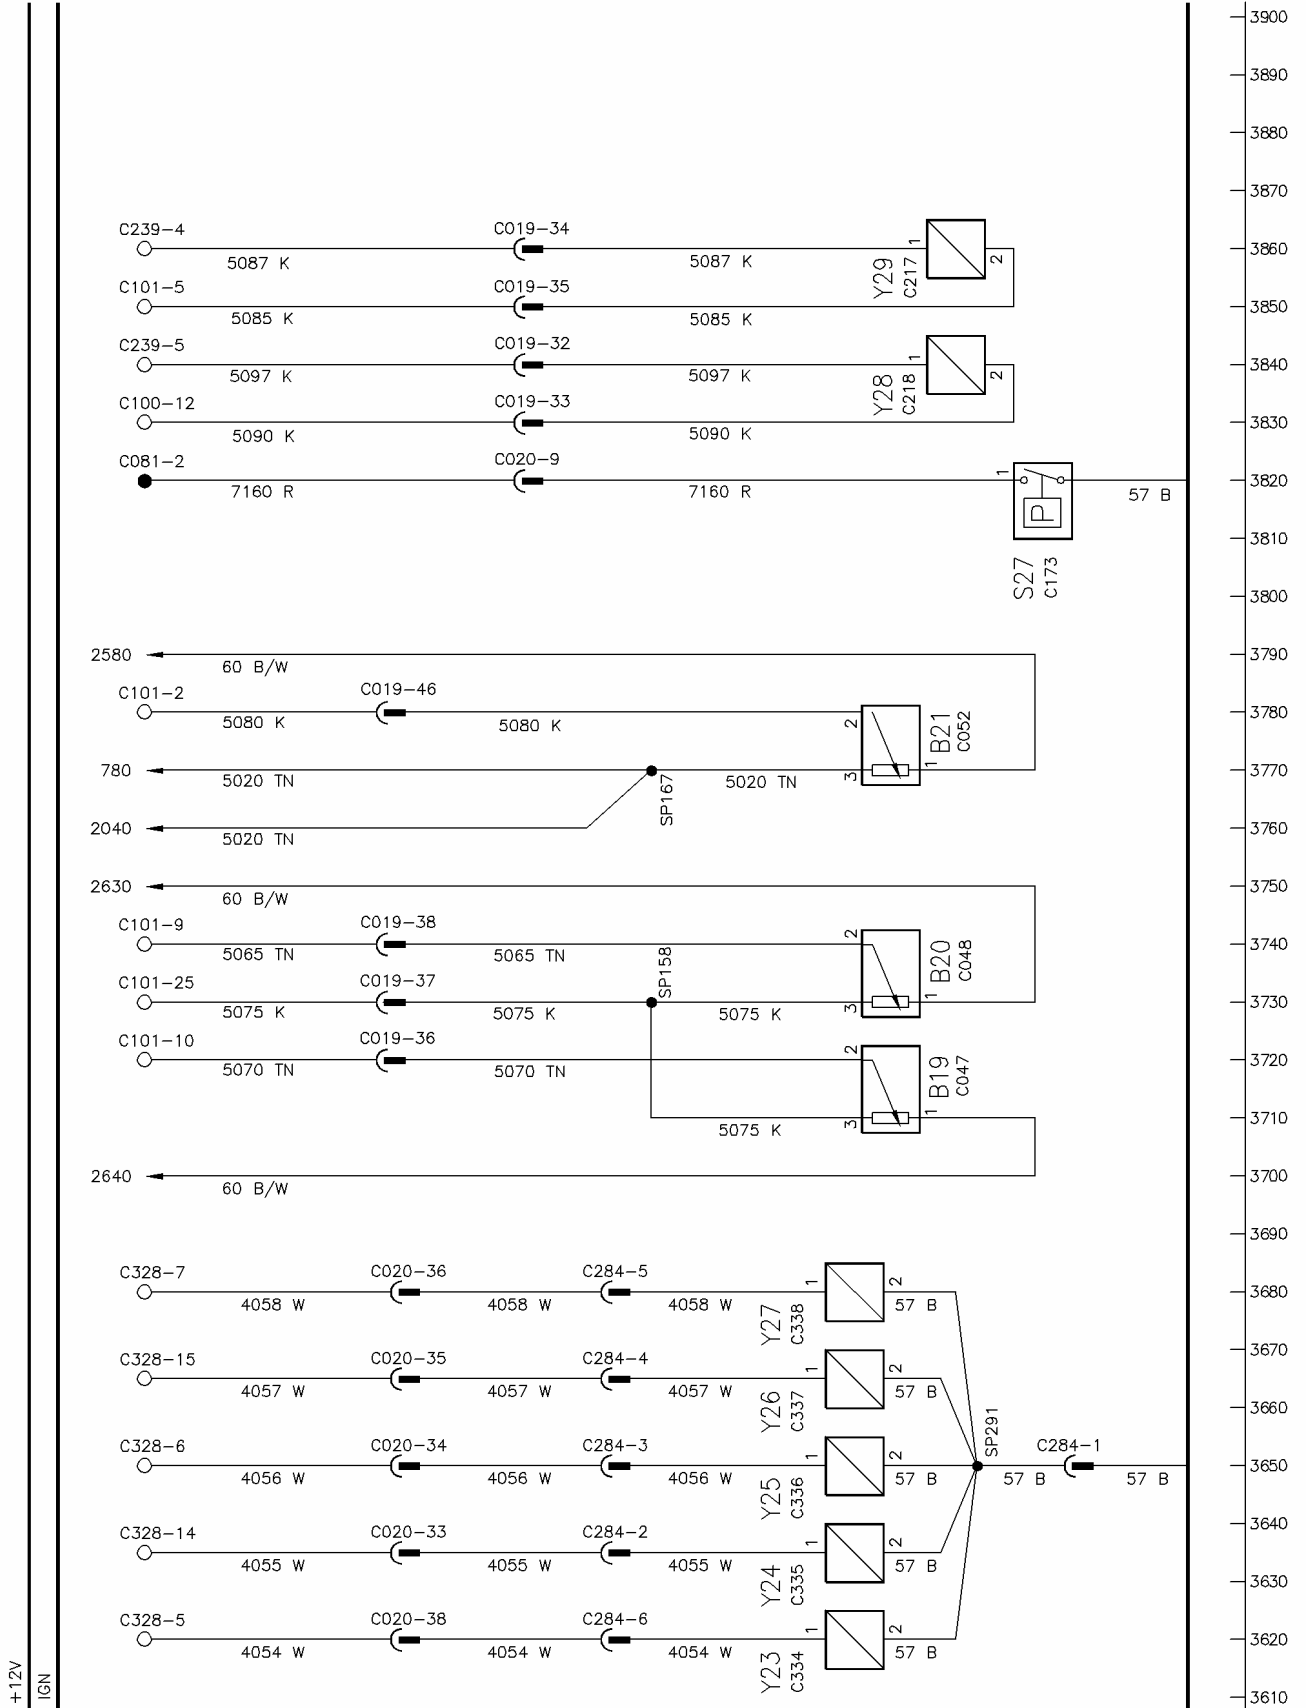 3900
3890
3880
3870
C239-4 C019-34
5087 K 5087 K 1 2 Y29 C217 3860
C101-5 C019-35
5085 K 5085 K 3850
C239-5 C019-32
5097 K 5097 K 1 2 Y28 C218 3840
C100-12 C019-33
5090 K 5090 K 3830
C081-2 C020-9
7160 R 7160 R 1 P 57 B 3820
3810
S27 C173
3800
2580 60 B/W 3790
C101-2 C019-46
5080 K 5080 K 2 B21 C052 3780
780 5020 TN SP167 5020 TN 3 1 3770
2040 5020 TN 3760
2630 60 B/W 3750
C101-9 C019-38
5065 TN 5065 TN 2 B20 C048 3740
C101-25 C019-37 SP158
5075 K 5075 K 5075 K 3 1 3730
C101-10 C019-36
5070 TN 5070 TN 2 B19 C047 3720
5075 K 3 1 3710
2640 60 B/W 3700
3690
C328-7 C020-36 C284-5
4058 W 4058 W 4058 W 1 2 57 B Y27 C338 3680
3670
C328-15 C020-35 C284-4
4057 W 4057 W 4057 W 1 2 57 B Y26 C337
3660
C328-6 C020-34 C284-3 SP291 C284-1
4056 W 4056 W 4056 W 1 2 57 B 57 B 57 B Y25 C336 3650
3640
C328-14 C020-33 C284-2
4055 W 4055 W 4055 W 1 2 57 B Y24 C335
3630
C328-5 C020-38 C284-6
4054 W 4054 W 4054 W 1 2 57 B Y23 C334 3620
3610
+12V
IGN